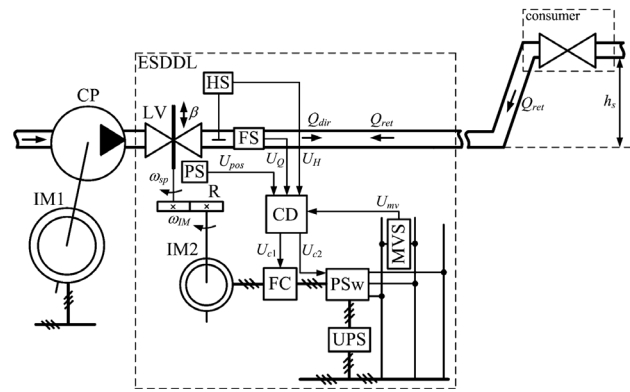 consumer
ESDDL
HS
CP
LV
β
h_s
Q_ret
Q_dir
Q_ret
FS
U_pos
U_Q
U_H
PS
ω_sp
R
CD
U_mv
IM1
ω_IM
MVS
IM2
U_c1
U_c2
FC
PSw
UPS